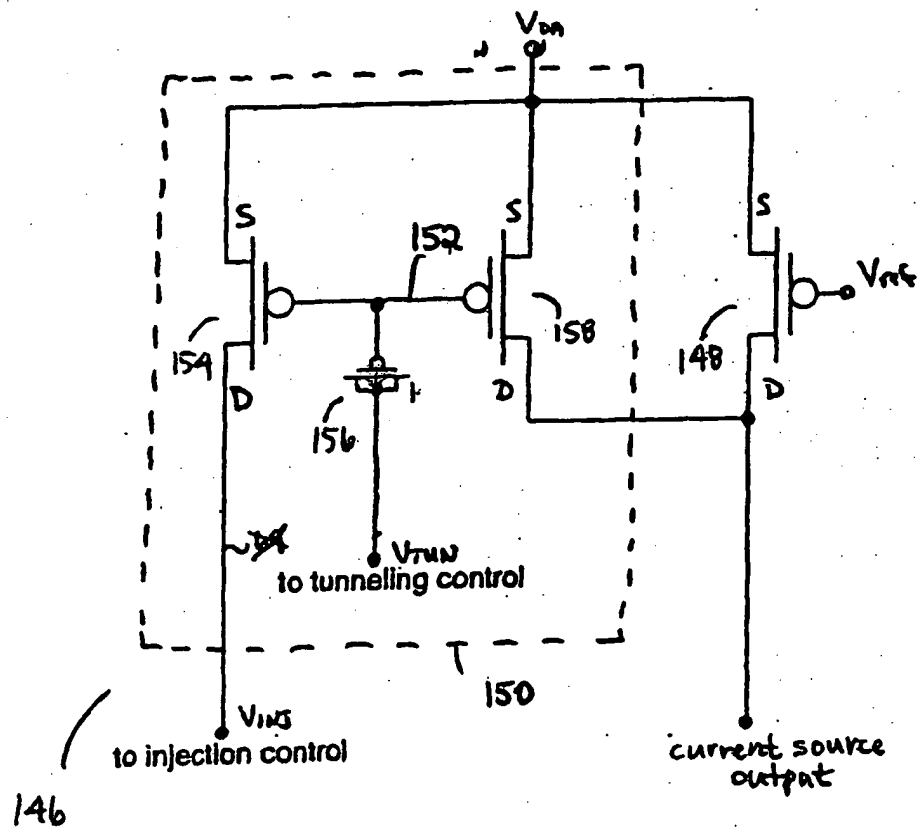 VDA
S
S
152
Vref
158
154
148
D
D
D
156
VTUN
to tunneling control
150
VINJ
to injection control
current source
output
146